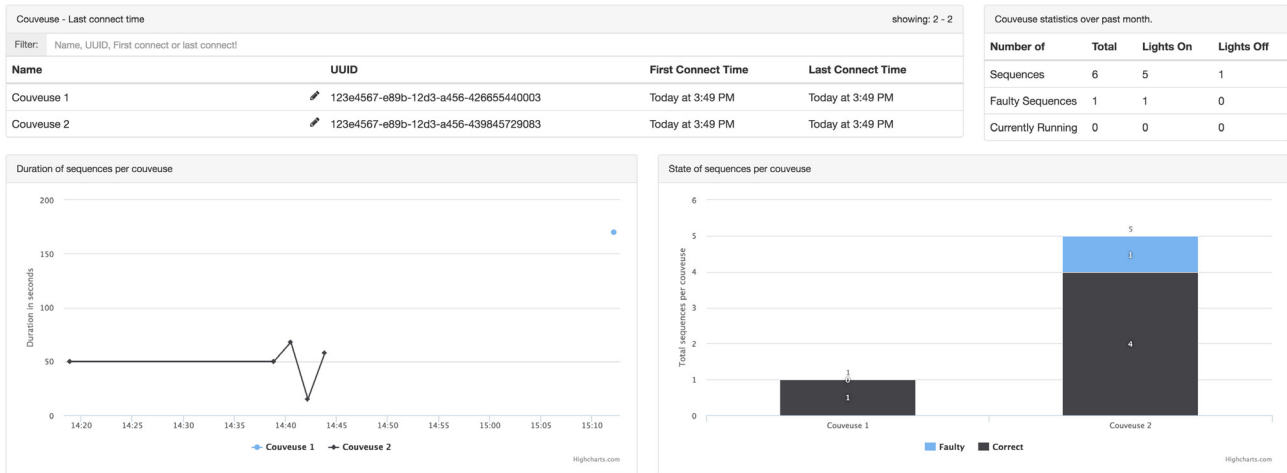 Couveuse - Last connect time showing: 2 - 2
Filter: Name, UUID, First connect or last connect!
Name UUID First Connect Time Last Connect Time
Couveuse 1 123e4567-e89b-12d3-a456-426655440003 Today at 3:49 PM Today at 3:49 PM
Couveuse 2 123e4567-e89b-12d3-a456-439845729083 Today at 3:49 PM Today at 3:49 PM
Couveuse statistics over past month.
Number of Total Lights On Lights Off
Sequences 6 5 1
Faulty Sequences 1 1 0
Currently Running 0 0 0
Duration of sequences per couveuse
Duration in seconds
200
150
100
50
0
14:20 14:25 14:30 14:35 14:40 14:45 14:50 14:55 15:00 15:05 15:10
Couveuse 1 Couveuse 2
Highcharts.com
State of sequences per couveuse
Total sequences per couveuse
6
5
4
3
2
1
0
1
0
1
5
1
4
Couveuse 1 Couveuse 2
Faulty Correct
Highcharts.com